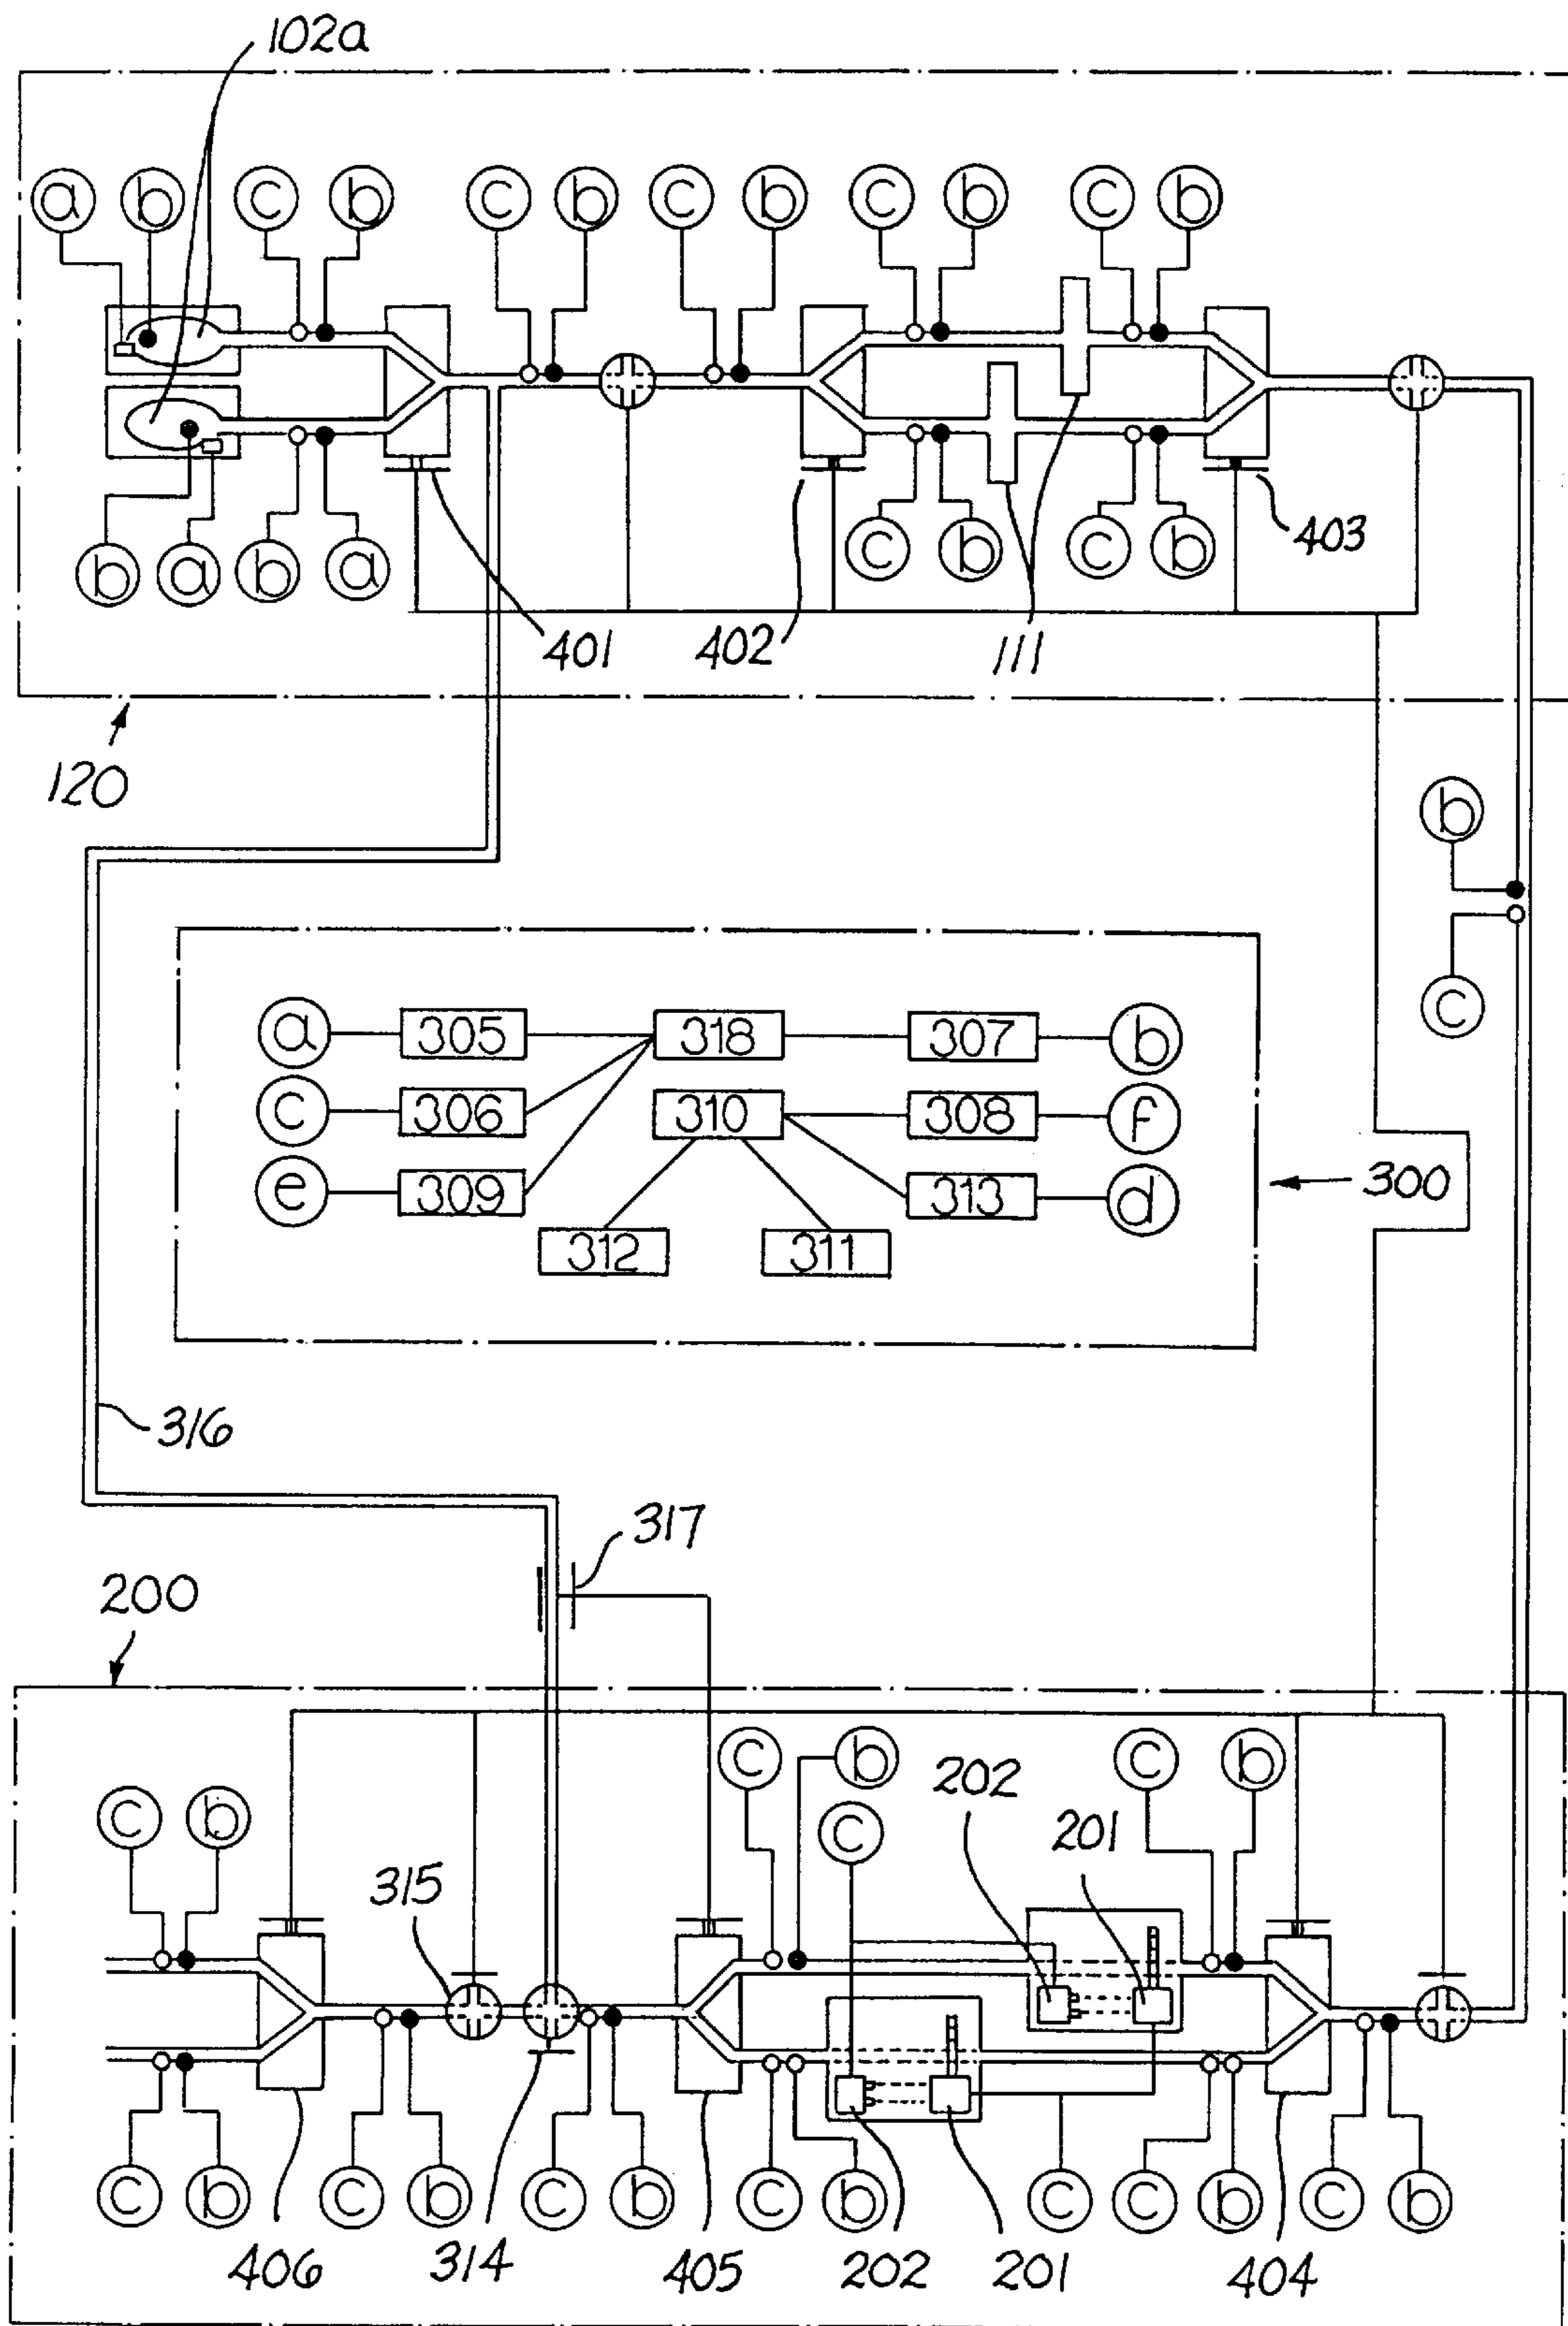 102a
a b c b c b c b c b c b
b a b a c b c b
401 402 111 403
120
b
c
a 305 318 307 b
c 306 310 308 f
e 309 313 d
312 311
300
316
317
200
c b c b c b
c
202 201
315
c b c b c b c b c c b c b
406 314 405 202 201 404